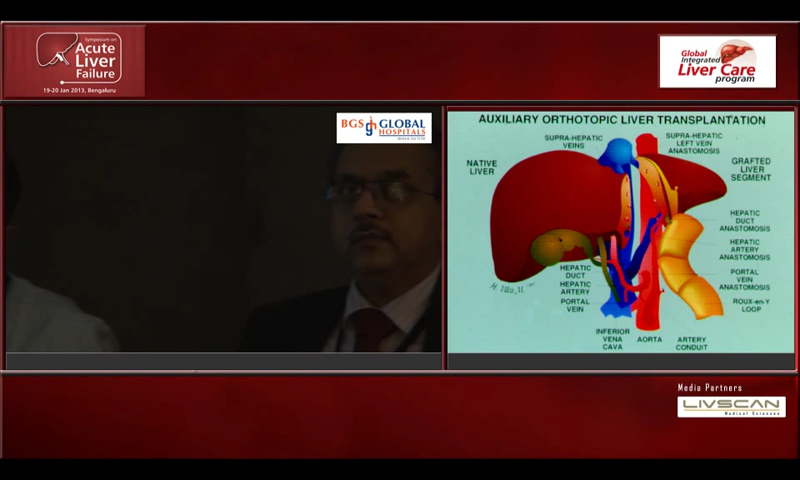 Symposium on
Acute
Liver
Failure
19-20 Jan 2013, Bengaluru
Global
Integrated
Liver Care
program
BGS GLOBAL
HOSPITALS
AUXILIARY ORTHOTOPIC LIVER TRANSPLANTATION
SUPRA-HEPATIC
VEINS
SUPRA-HEPATIC
LEFT VEIN
ANASTOMOSIS
NATIVE
LIVER
GRAFTED
LIVER
SEGMENT
HEPATIC
DUCT
ANASTOMOSIS
HEPATIC
ARTERY
ANASTOMOSIS
PORTAL
VEIN
ANASTOMOSIS
ROUX-en-Y
LOOP
HEPATIC
DUCT
HEPATIC
ARTERY
PORTAL
VEIN
INFERIOR
VENA
CAVA
AORTA
ARTERY
CONDUIT
Media Partners
LIVSCAN
Medical Sciences